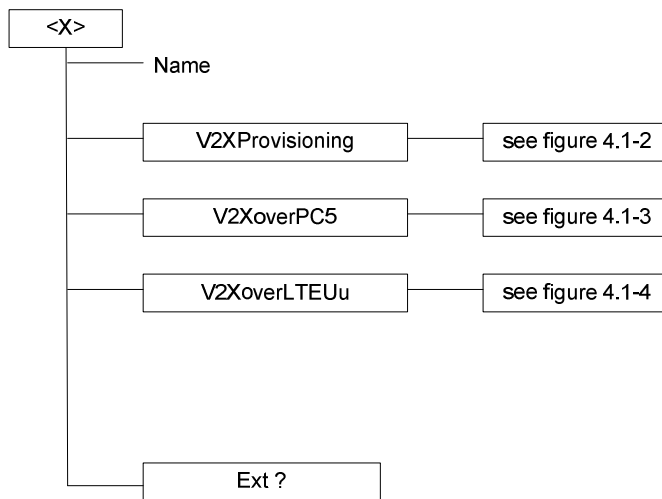 <X>
Name
V2XProvisioning
see figure 4.1-2
V2XoverPC5
see figure 4.1-3
V2XoverLTEUu
see figure 4.1-4
Ext ?